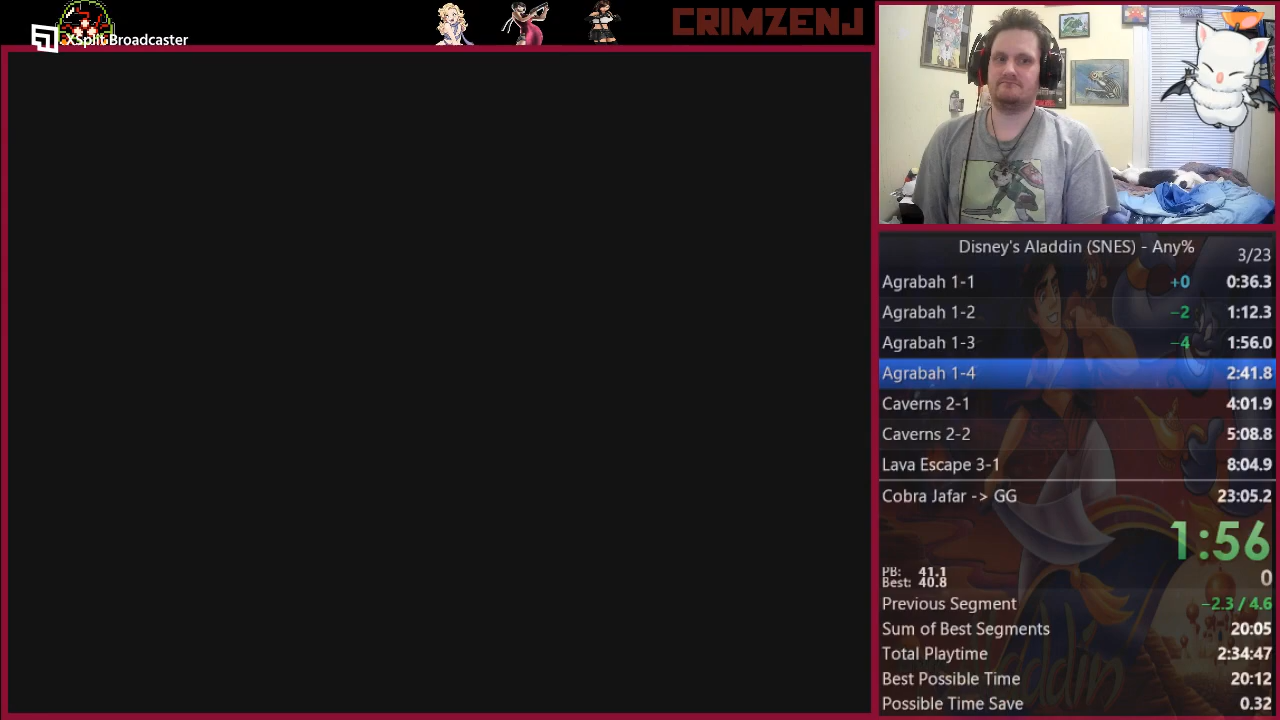 XSplit Broadcaster
CRIMZENJ
Disney's Aladdin (SNES) - Any%
3/23
Agrabah 1-1 +0 0:36.3
Agrabah 1-2 −2 1:12.3
Agrabah 1-3 −4 1:56.0
Agrabah 1-4 2:41.8
Caverns 2-1 4:01.9
Caverns 2-2 5:08.8
Lava Escape 3-1 8:04.9
Cobra Jafar -> GG 23:05.2
1:56
PB: 41.1
Best: 40.8
0
Previous Segment −2.3 / 4.6
Sum of Best Segments 20:05
Total Playtime 2:34:47
Best Possible Time 20:12
Possible Time Save 0.32